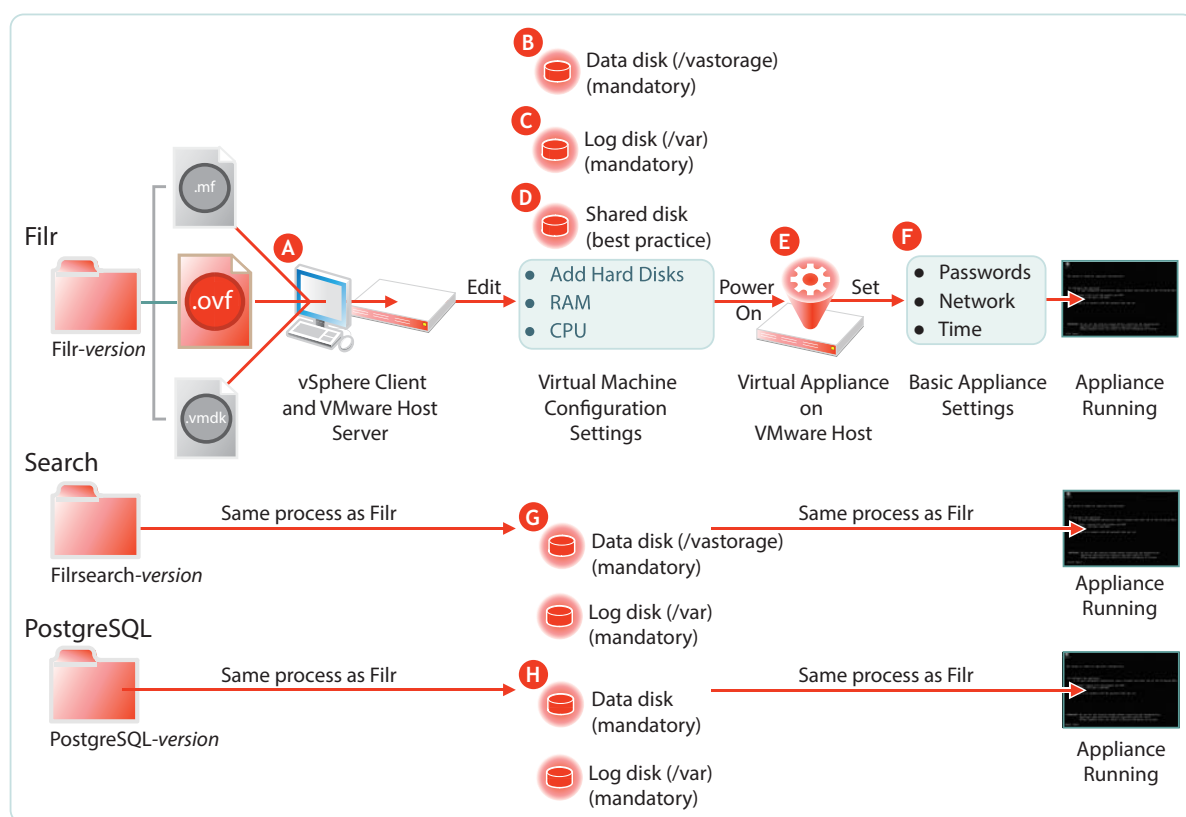 B
Data disk (/vastorage)
(mandatory)
C
Log disk (/var)
(mandatory)
D
Shared disk
(best practice)
Filr
.mf
.ovf
.vmdk
Filr-version
A
vSphere Client
and VMware Host
Server
Edit
• Add Hard Disks
• RAM
• CPU
Virtual Machine
Configuration
Settings
Power
On
E
Virtual Appliance
on
VMware Host
Set
F
• Passwords
• Network
• Time
Basic Appliance
Settings
Appliance
Running
Search
Filrsearch-version
Same process as Filr
G
Data disk (/vastorage)
(mandatory)
Log disk (/var)
(mandatory)
Same process as Filr
Appliance
Running
PostgreSQL
PostgreSQL-version
Same process as Filr
H
Data disk
(mandatory)
Log disk (/var)
(mandatory)
Same process as Filr
Appliance
Running